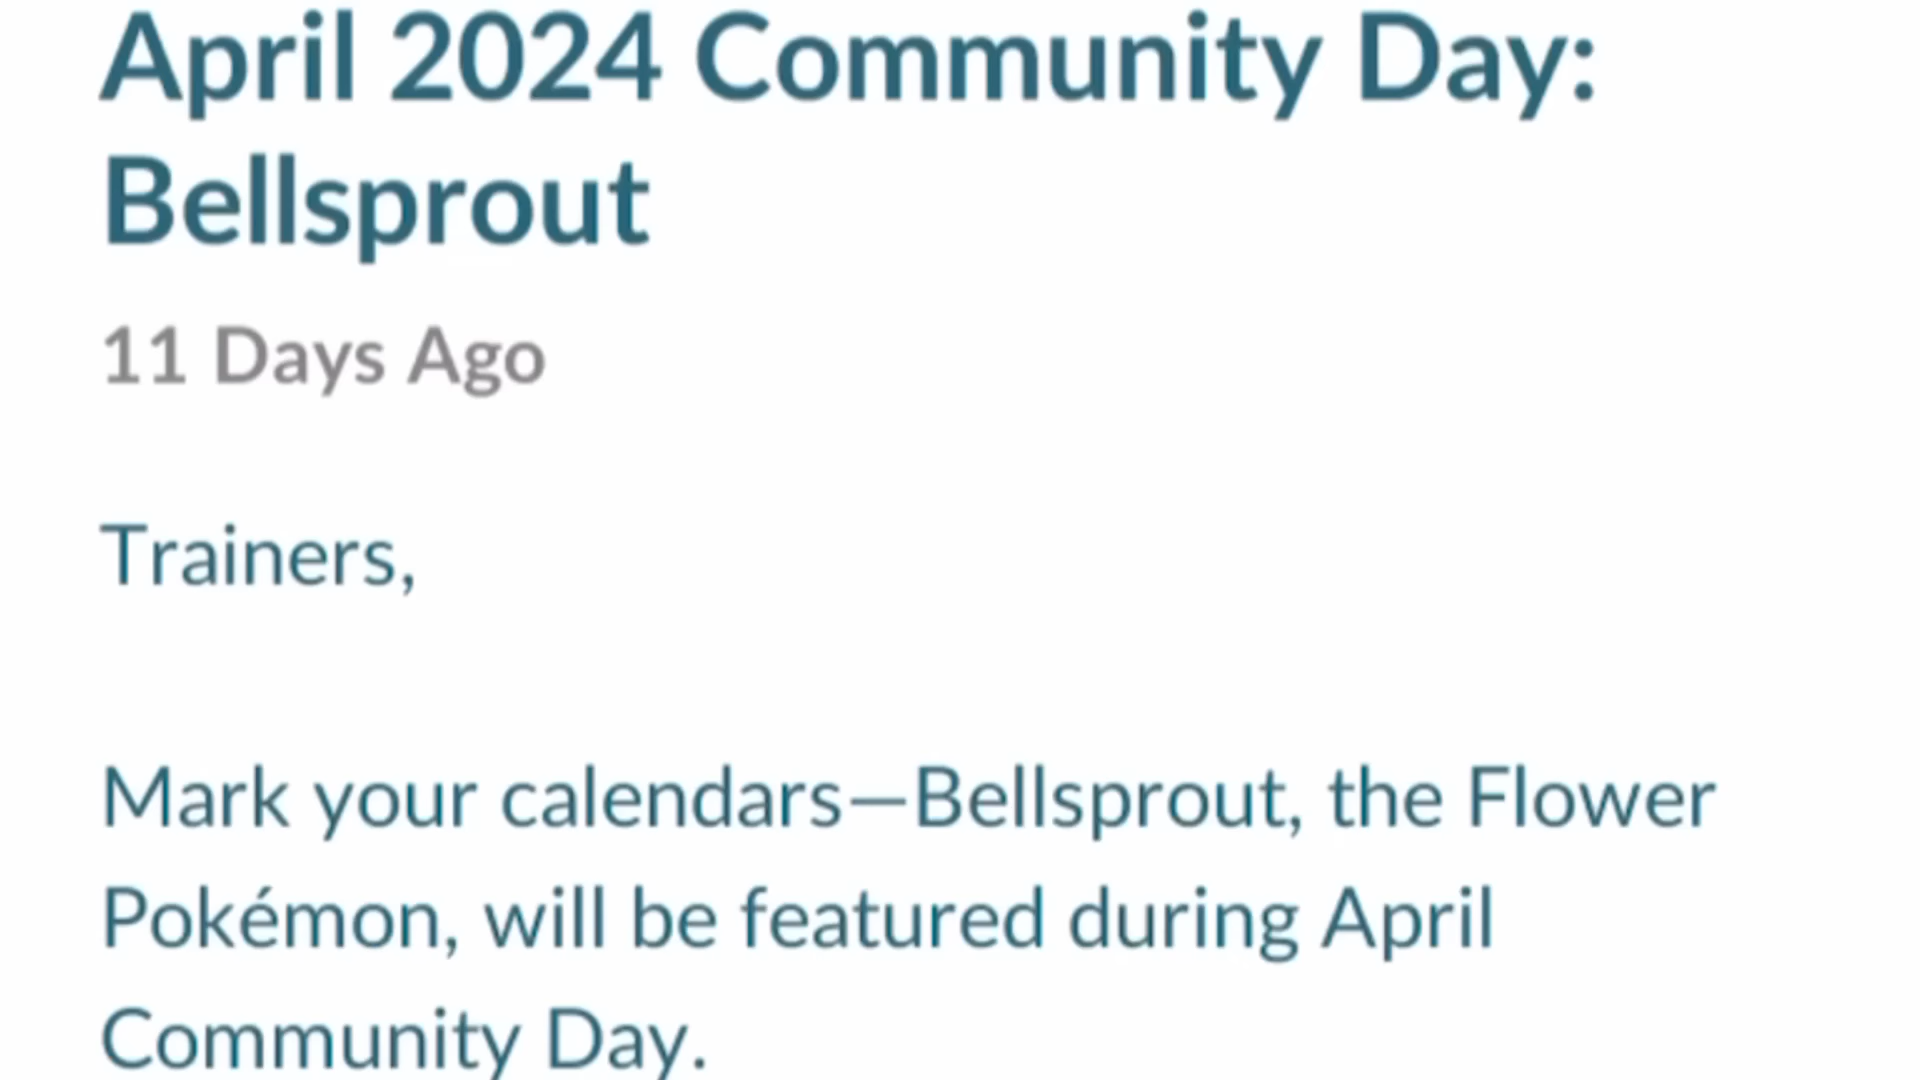 April 2024 Community Day:
Bellsprout
11 Days Ago
Trainers,
Mark your calendars—Bellsprout, the Flower
Pokémon, will be featured during April
Community Day.